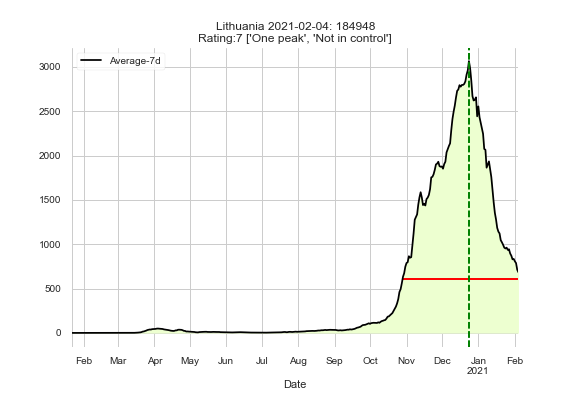 Lithuania 2021-02-04: 184948
Rating:7 ['One peak', 'Not in control']
Average-7d
3000
2500
2000
1500
1000
500
0
Feb Mar Apr May Jun Jul Aug Sep Oct Nov Dec Jan Feb
2021
Date